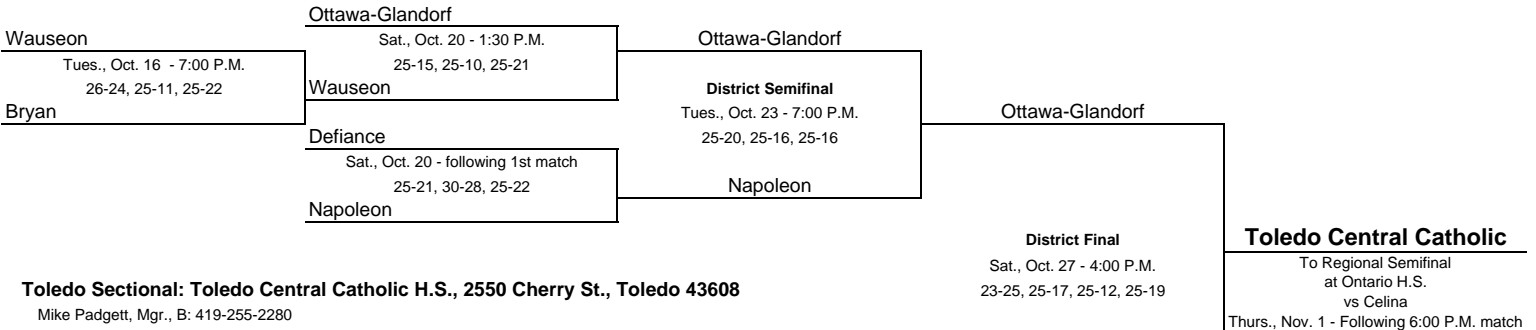 Wauseon
Tues., Oct. 16 - 7:00 P.M.
26-24, 25-11, 25-22
Bryan
Ottawa-Glandorf
Sat., Oct. 20 - 1:30 P.M.
25-15, 25-10, 25-21
Wauseon
Defiance
Sat., Oct. 20 - following 1st match
25-21, 30-28, 25-22
Napoleon
Ottawa-Glandorf
District Semifinal
Tues., Oct. 23 - 7:00 P.M.
25-20, 25-16, 25-16
Napoleon
Ottawa-Glandorf
District Final
Sat., Oct. 27 - 4:00 P.M.
23-25, 25-17, 25-12, 25-19
Toledo Central Catholic
To Regional Semifinal
at Ontario H.S.
vs Celina
Thurs., Nov. 1 - Following 6:00 P.M. match
Toledo Sectional: Toledo Central Catholic H.S., 2550 Cherry St., Toledo 43608
Mike Padgett, Mgr., B: 419-255-2280